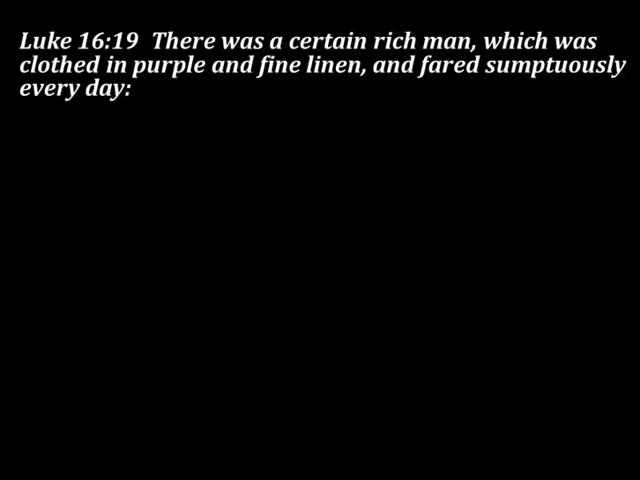 Luke 16:19  There was a certain rich man, which was
clothed in purple and fine linen, and fared sumptuously
every day: